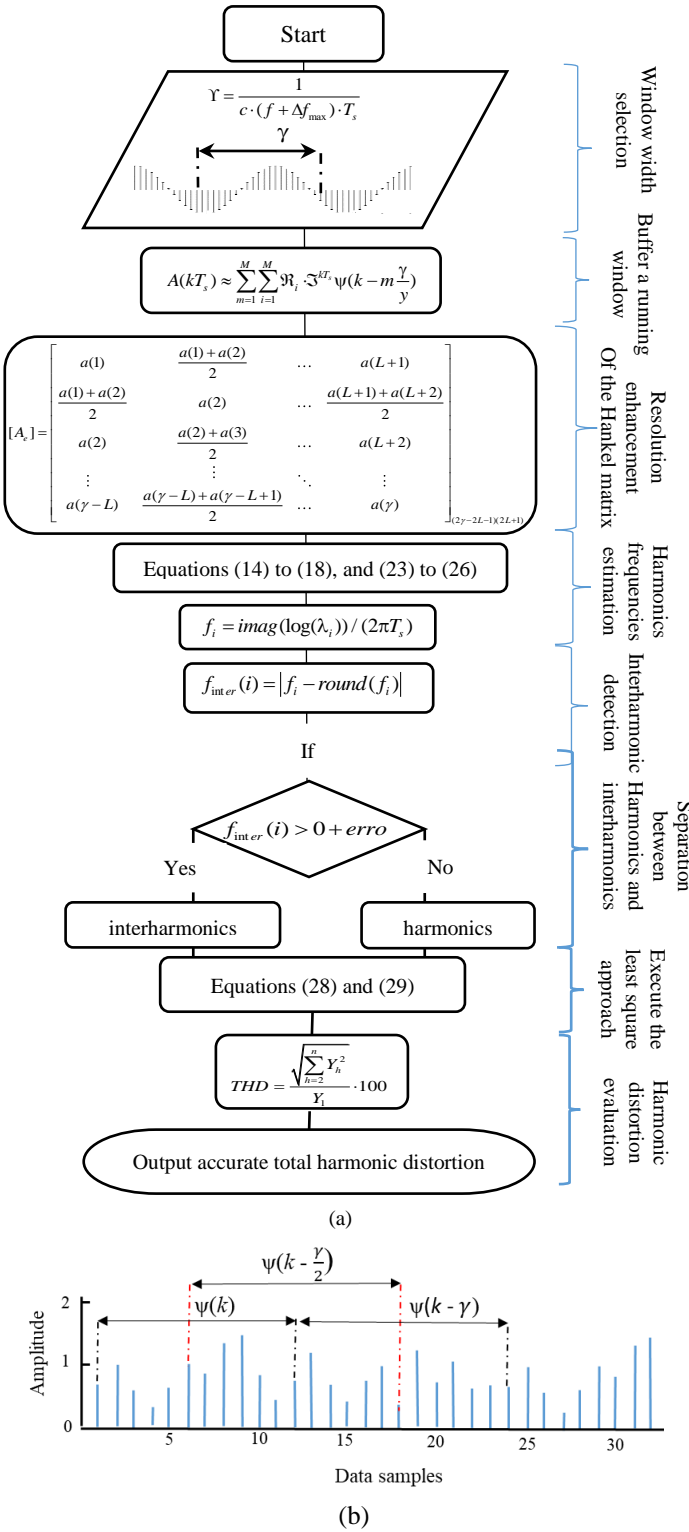 Start
ϒ = 1 / (c·(f + Δf_max)·T_s)
γ
Window width selection
A(kT_s) ≈ ∑_{m=1}^{M} ∑_{i=1}^{M} ℜ_i ·ℑ^{kT_s} ψ(k − m γ/y)
Buffer a running window
[A_e] =
a(1) (a(1) + a(2))/2 … a(L+1)
(a(1) + a(2))/2 a(2) … (a(L+1) + a(L+2))/2
a(2) (a(2) + a(3))/2 … a(L+2)
⋮ ⋮ ⋱ ⋮
a(γ−L) (a(γ−L) + a(γ−L+1))/2 … a(γ)
(2γ−2L−1)(2L+1)
Resolution enhancement Of the Hankel matrix
Equations (14) to (18), and (23) to (26)
f_i = imag(log(λ_i)) / (2πT_s)
Harmonics frequencies estimation
f_inter(i) = |f_i − round(f_i)|
Interharmonic detection
If
f_inter(i) > 0 + erro
Yes No
interharmonics harmonics
Separation between Harmonics and interharmonics
Equations (28) and (29)
Execute the least square approach
THD = √(∑_{h=2}^{n} Y_h^2) / Y_1 ·100
Output accurate total harmonic distortion
Harmonic distortion evaluation
(a)
ψ(k - γ/2)
ψ(k) ψ(k - γ)
Amplitude
2
1
0
5 10 15 20 25 30
Data samples
(b)